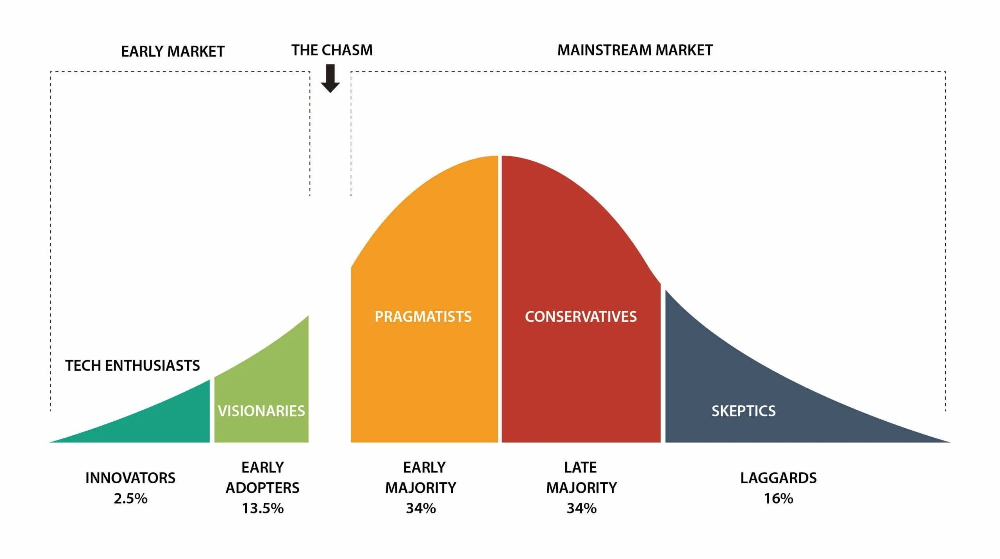 EARLY MARKET
THE CHASM
MAINSTREAM MARKET
PRAGMATISTS
CONSERVATIVES
TECH ENTHUSIASTS
VISIONARIES
SKEPTICS
INNOVATORS
2.5%
EARLY
ADOPTERS
13.5%
EARLY
MAJORITY
34%
LATE
MAJORITY
34%
LAGGARDS
16%